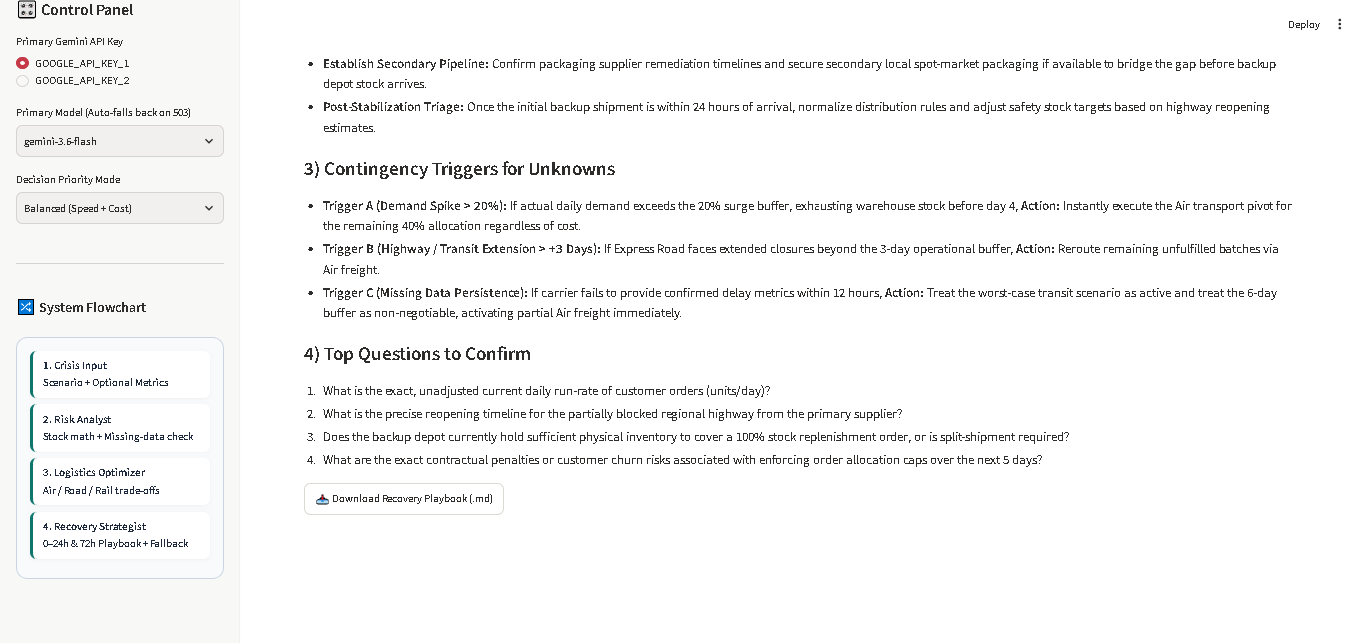 Control Panel
Primary Gemini API Key
GOOGLE_API_KEY_1
GOOGLE_API_KEY_2
Primary Model (Auto-falls back on 503)
gemini-3.6-flash
Decision Priority Mode
Balanced (Speed + Cost)
System Flowchart
1. Crisis Input
Scenario + Optional Metrics
2. Risk Analyst
Stock math + Missing-data check
3. Logistics Optimizer
Air / Road / Rail trade-offs
4. Recovery Strategist
0–24h & 72h Playbook + Fallback
Deploy
• Establish Secondary Pipeline: Confirm packaging supplier remediation timelines and secure secondary local spot-market packaging if available to bridge the gap before backup
depot stock arrives.
• Post-Stabilization Triage: Once the initial backup shipment is within 24 hours of arrival, normalize distribution rules and adjust safety stock targets based on highway reopening
estimates.
3) Contingency Triggers for Unknowns
• Trigger A (Demand Spike > 20%): If actual daily demand exceeds the 20% surge buffer, exhausting warehouse stock before day 4, Action: Instantly execute the Air transport pivot for
the remaining 40% allocation regardless of cost.
• Trigger B (Highway / Transit Extension > +3 Days): If Express Road faces extended closures beyond the 3-day operational buffer, Action: Reroute remaining unfulfilled batches via
Air freight.
• Trigger C (Missing Data Persistence): If carrier fails to provide confirmed delay metrics within 12 hours, Action: Treat the worst-case transit scenario as active and treat the 6-day
buffer as non-negotiable, activating partial Air freight immediately.
4) Top Questions to Confirm
1. What is the exact, unadjusted current daily run-rate of customer orders (units/day)?
2. What is the precise reopening timeline for the partially blocked regional highway from the primary supplier?
3. Does the backup depot currently hold sufficient physical inventory to cover a 100% stock replenishment order, or is split-shipment required?
4. What are the exact contractual penalties or customer churn risks associated with enforcing order allocation caps over the next 5 days?
Download Recovery Playbook (.md)